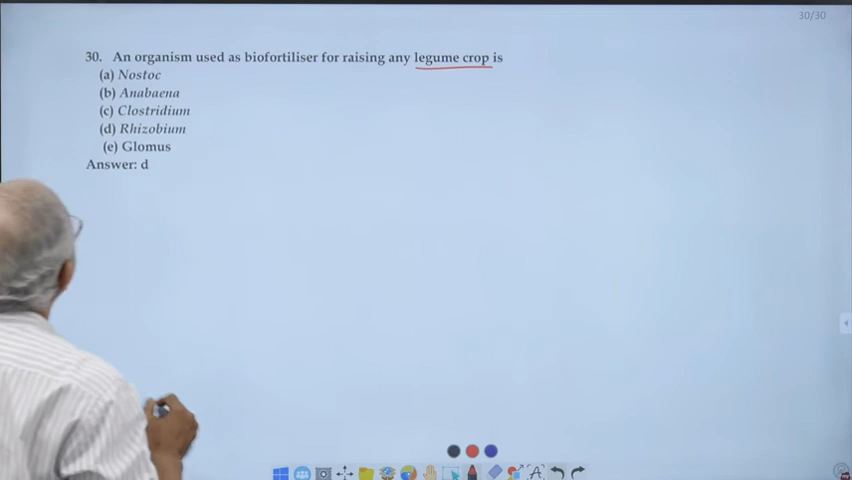 30/30
30. An organism used as biofortiliser for raising any legume crop is
(a) Nostoc
(b) Anabaena
(c) Clostridium
(d) Rhizobium
(e) Glomus
Answer: d